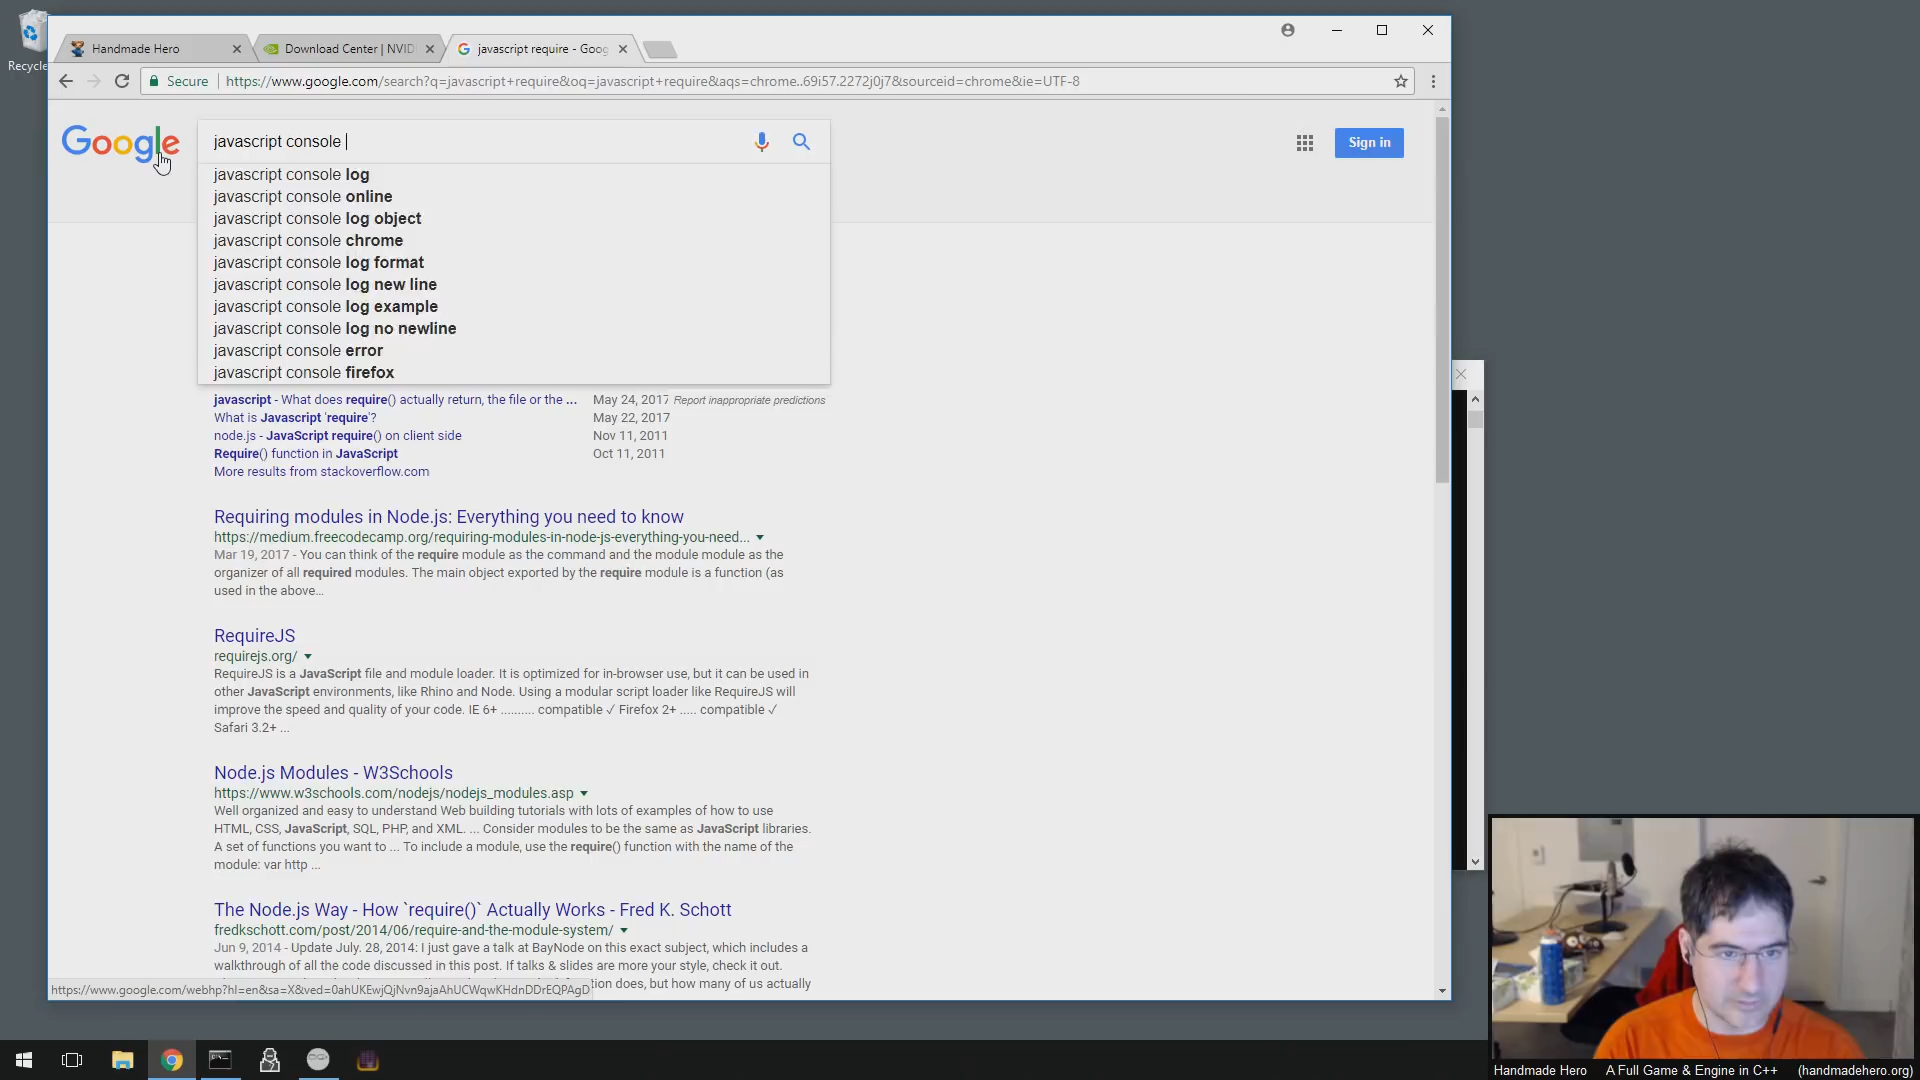 Recycle
Handmade Hero
Download Center | NVID
javascript require - Goog
Secure
https://www.google.com/search?q=javascript+require&oq=javascript+require&aqs=chrome..69i57.2272j0j7&sourceid=chrome&ie=UTF-8
Google
javascript console
Sign in
javascript console log
javascript console online
javascript console log object
javascript console chrome
javascript console log format
javascript console log new line
javascript console log example
javascript console log no newline
javascript console error
javascript console firefox
javascript - What does require() actually return, the file or the ... May 24, 2017 Report inappropriate predictions
What is Javascript 'require'? May 22, 2017
node.js - JavaScript require() on client side Nov 11, 2011
Require() function in JavaScript Oct 11, 2011
More results from stackoverflow.com
Requiring modules in Node.js: Everything you need to know
https://medium.freecodecamp.org/requiring-modules-in-node-js-everything-you-need...
Mar 19, 2017 - You can think of the require module as the command and the module module as the
organizer of all required modules. The main object exported by the require module is a function (as
used in the above...
RequireJS
requirejs.org/
RequireJS is a JavaScript file and module loader. It is optimized for in-browser use, but it can be used in
other JavaScript environments, like Rhino and Node. Using a modular script loader like RequireJS will
improve the speed and quality of your code. IE 6+ .......... compatible ✓ Firefox 2+ ..... compatible ✓
Safari 3.2+ ...
Node.js Modules - W3Schools
https://www.w3schools.com/nodejs/nodejs_modules.asp
Well organized and easy to understand Web building tutorials with lots of examples of how to use
HTML, CSS, JavaScript, SQL, PHP, and XML. ... Consider modules to be the same as JavaScript libraries.
A set of functions you want to ... To include a module, use the require() function with the name of the
module: var http ...
The Node.js Way - How `require()` Actually Works - Fred K. Schott
fredkschott.com/post/2014/06/require-and-the-module-system/
Jun 9, 2014 - Update July. 28, 2014: I just gave a talk at BayNode on this exact subject, which includes a
walkthrough of all the code discussed in this post. If talks & slides are more your style, check it out.
tion does, but how many of us actually
https://www.google.com/webhp?hl=en&sa=X&ved=0ahUKEwjQjNvn9ajaAhUCWqwKHdnDDrEQPAgD
Handmade Hero A Full Game & Engine in C++ (handmadehero.org)